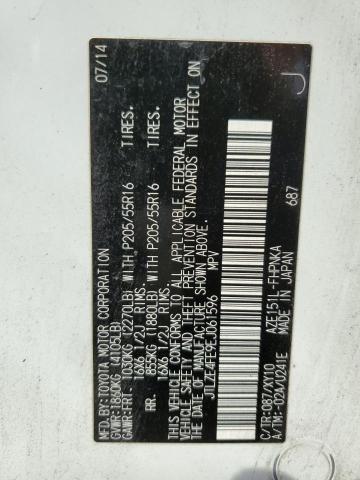 MFD.BY:TOYOTA MOTOR CORPORATION 07/14
GVWR:1860KG (4105LB)
GAWR:FRT 1030KG (2270LB) WITH P205/55R16 TIRES.
16X6 1/2J RIMS.
RR. 855KG (1880LB) WITH P205/55R16 TIRES.
16X6 1/2J RIMS.
THIS VEHICLE CONFORMS TO ALL APPLICABLE FEDERAL MOTOR
VEHICLE SAFETY AND THEFT PREVENTION STANDARDS IN EFFECT ON
THE DATE OF MANUFACTURE SHOWN ABOVE.
JTLZE4FE9EJ061596 MPV
C/TR:087/XY10 AZE151L-FHPNKA
A/TM:-02A/U241E MADE IN JAPAN
687
J